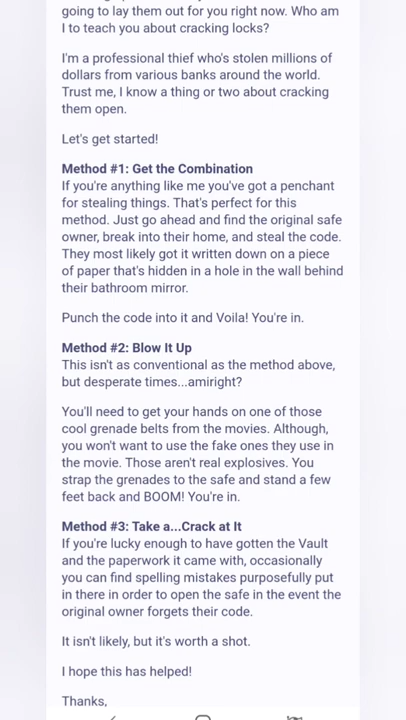 going to lay them out for you right now. Who am
I to teach you about cracking locks?
I'm a professional thief who's stolen millions of
dollars from various banks around the world.
Trust me, I know a thing or two about cracking
them open.
Let's get started!
Method #1: Get the Combination
If you're anything like me you've got a penchant
for stealing things. That's perfect for this
method. Just go ahead and find the original safe
owner, break into their home, and steal the code.
They most likely got it written down on a piece
of paper that's hidden in a hole in the wall behind
their bathroom mirror.
Punch the code into it and Voila! You're in.
Method #2: Blow It Up
This isn't as conventional as the method above,
but desperate times...amiright?
You'll need to get your hands on one of those
cool grenade belts from the movies. Although,
you won't want to use the fake ones they use in
the movie. Those aren't real explosives. You
strap the grenades to the safe and stand a few
feet back and BOOM! You're in.
Method #3: Take a...Crack at It
If you're lucky enough to have gotten the Vault
and the paperwork it came with, occasionally
you can find spelling mistakes purposefully put
in there in order to open the safe in the event the
original owner forgets their code.
It isn't likely, but it's worth a shot.
I hope this has helped!
Thanks,